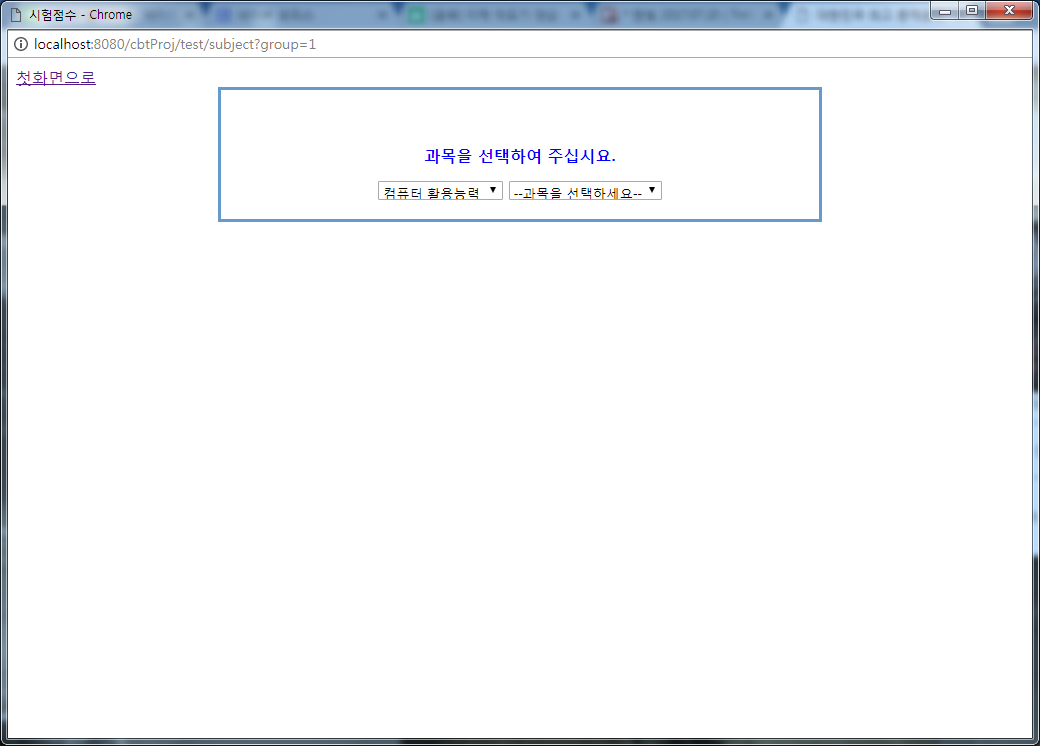 시험점수 - Chrome
localhost:8080/cbtProj/test/subject?group=1
첫화면으로
과목을 선택하여 주십시요.
컴퓨터 활용능력 --과목을 선택하세요--